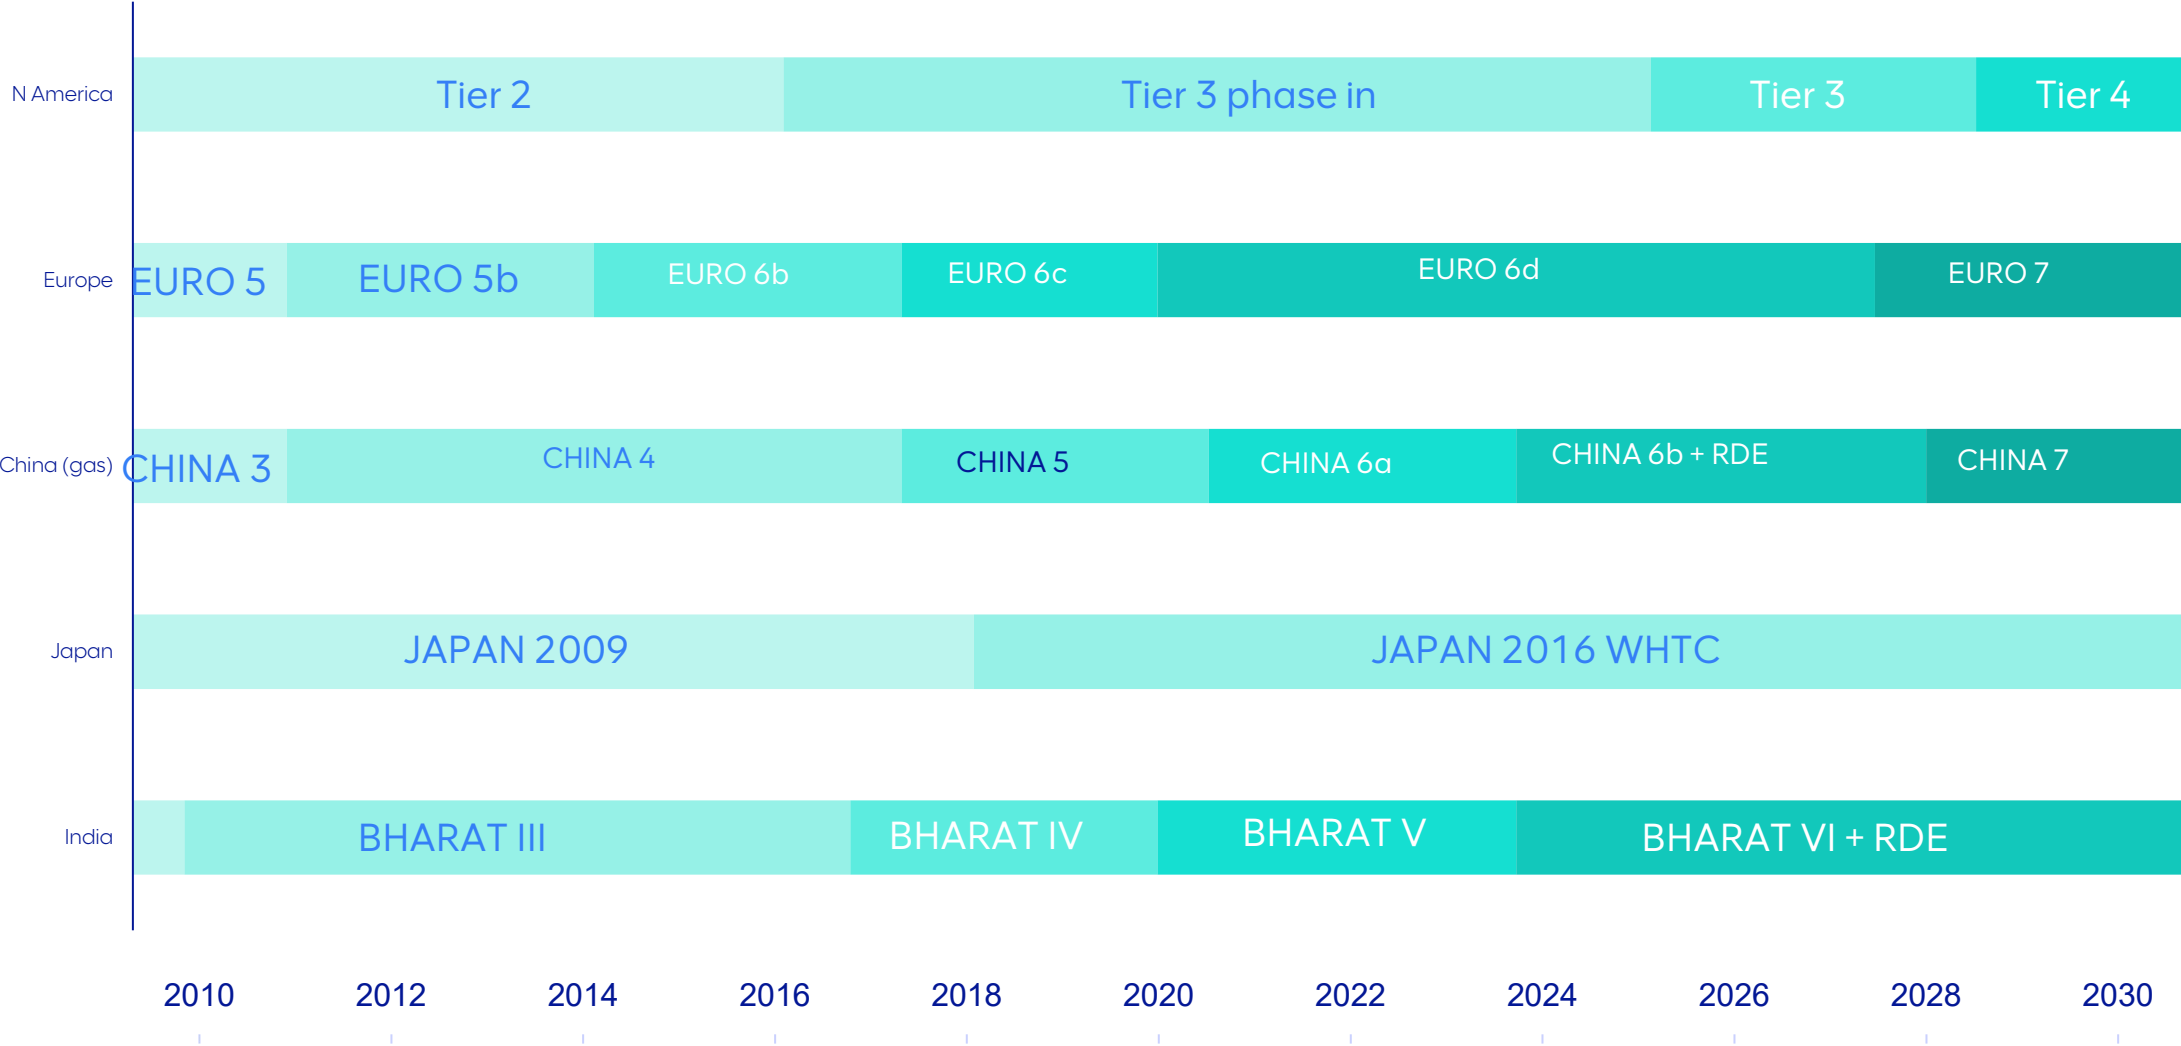 N America
Tier 2
Tier 3 phase in
Tier 3
Tier 4
Europe
EURO 5
EURO 5b
EURO 6b
EURO 6c
EURO 6d
EURO 7
China (gas)
CHINA 3
CHINA 4
CHINA 5
CHINA 6a
CHINA 6b + RDE
CHINA 7
Japan
JAPAN 2009
JAPAN 2016 WHTC
India
BHARAT III
BHARAT IV
BHARAT V
BHARAT VI + RDE
2010
2012
2014
2016
2018
2020
2022
2024
2026
2028
2030